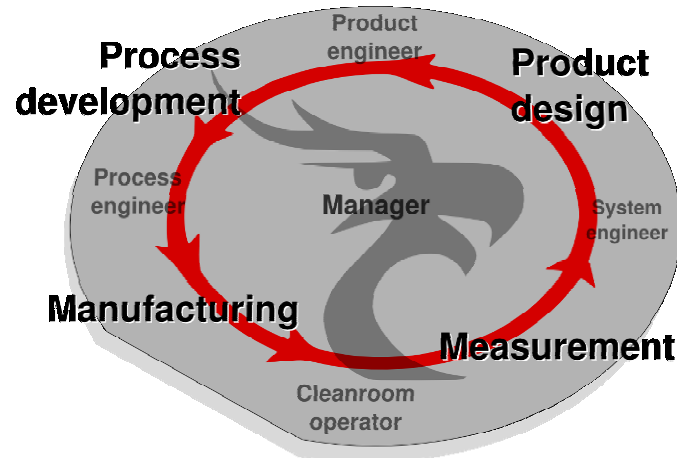 Product
engineer
Process
development
Product
design
Process
engineer
Manager
System
engineer
Manufacturing
Measurement
Cleanroom
operator